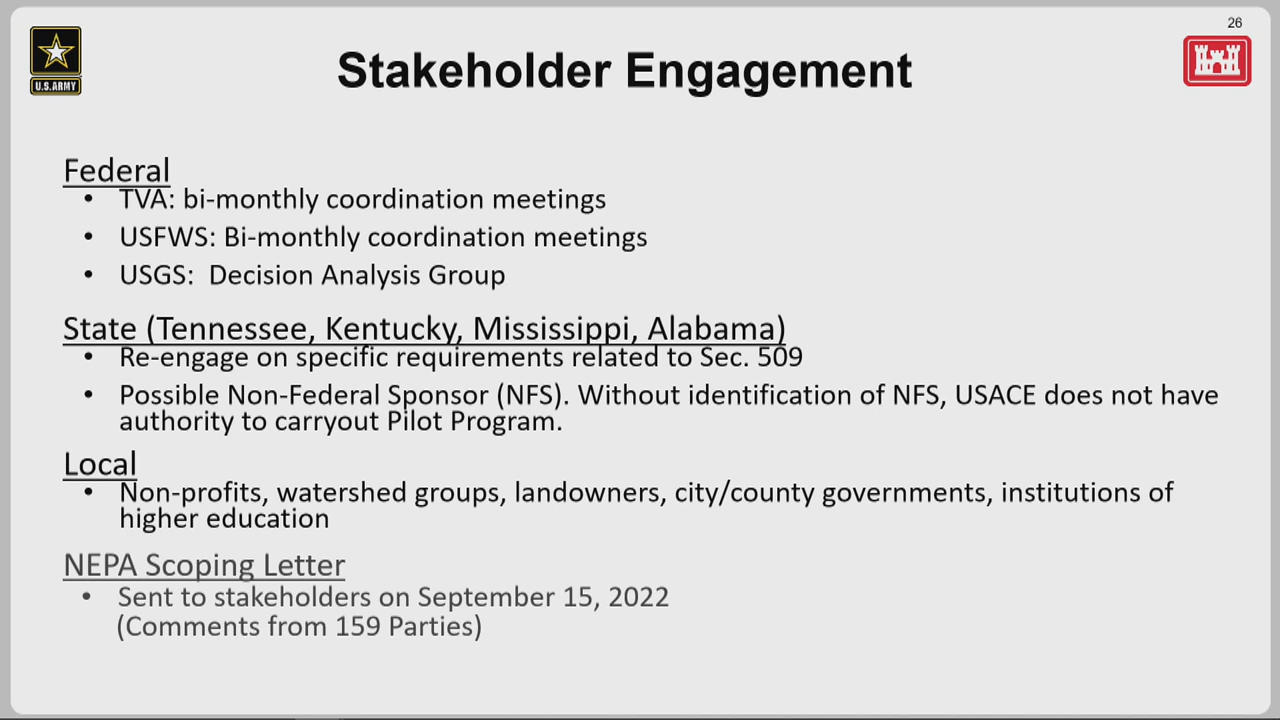 26
U.S.ARMY
Stakeholder Engagement
Federal
• TVA: bi-monthly coordination meetings
• USFWS: Bi-monthly coordination meetings
• USGS:  Decision Analysis Group
State (Tennessee, Kentucky, Mississippi, Alabama)
• Re-engage on specific requirements related to Sec. 509
• Possible Non-Federal Sponsor (NFS). Without identification of NFS, USACE does not have
authority to carryout Pilot Program.
Local
• Non-profits, watershed groups, landowners, city/county governments, institutions of
higher education
NEPA Scoping Letter
• Sent to stakeholders on September 15, 2022
(Comments from 159 Parties)